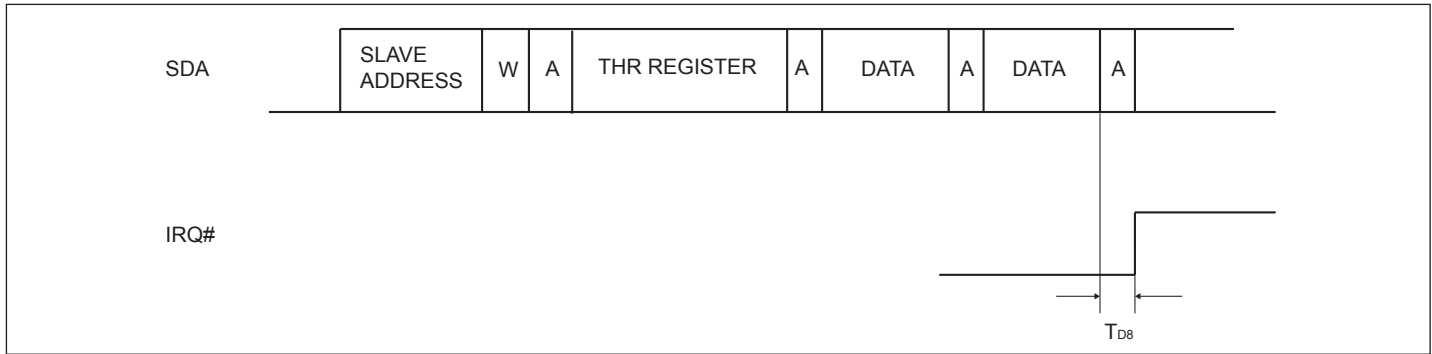 SDA
SLAVE
ADDRESS
W
A
THR REGISTER
A
DATA
A
DATA
A
IRQ#
TD8